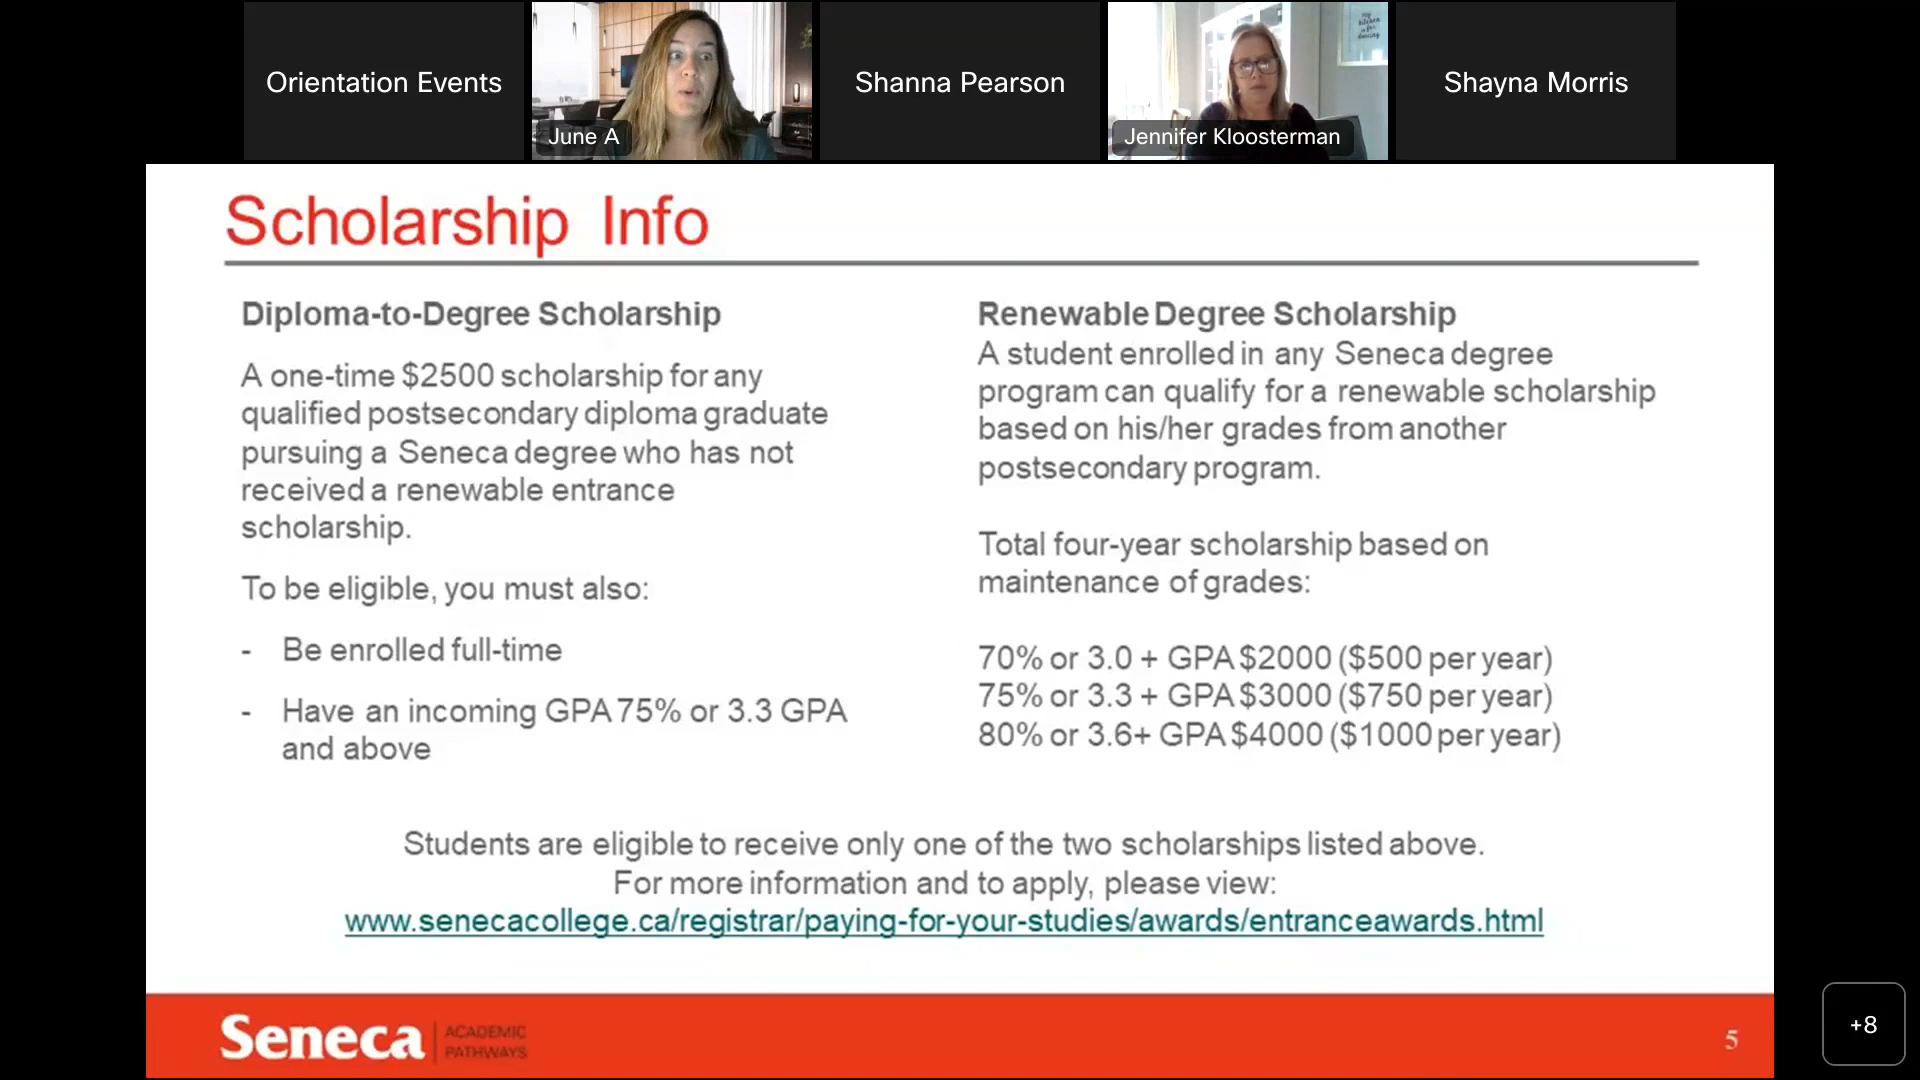 Orientation Events
June A
Shanna Pearson
Jennifer Kloosterman
my
kitchen
is for
dancing
Shayna Morris
Scholarship Info
Diploma-to-Degree Scholarship
A one-time $2500 scholarship for any
qualified postsecondary diploma graduate
pursuing a Seneca degree who has not
received a renewable entrance
scholarship.
To be eligible, you must also:
- Be enrolled full-time
- Have an incoming GPA 75% or 3.3 GPA
and above
Renewable Degree Scholarship
A student enrolled in any Seneca degree
program can qualify for a renewable scholarship
based on his/her grades from another
postsecondary program.
Total four-year scholarship based on
maintenance of grades:
70% or 3.0 + GPA $2000 ($500 per year)
75% or 3.3 + GPA $3000 ($750 per year)
80% or 3.6+ GPA $4000 ($1000 per year)
Students are eligible to receive only one of the two scholarships listed above.
For more information and to apply, please view:
www.senecacollege.ca/registrar/paying-for-your-studies/awards/entranceawards.html
Seneca
ACADEMIC
PATHWAYS
5
+8